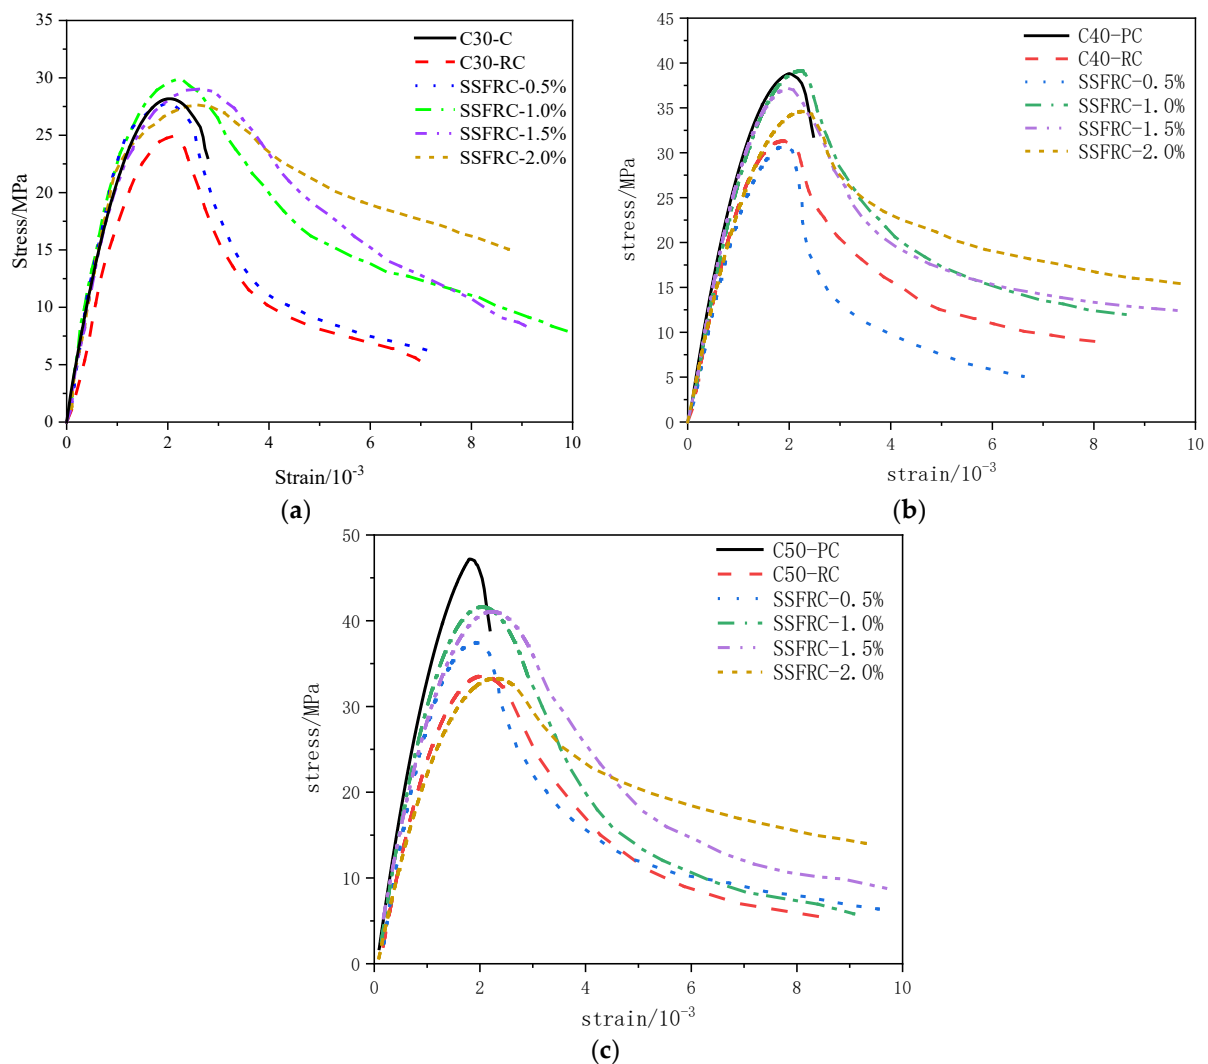 35
30
25
20
15
10
5
0
Stress/MPa
C30-C
C30-RC
SSFRC-0.5%
SSFRC-1.0%
SSFRC-1.5%
SSFRC-2.0%
0 2 4 6 8 10
Strain/10-3
(a)
45
40
35
30
25
20
15
10
5
0
stress/MPa
C40-PC
C40-RC
SSFRC-0.5%
SSFRC-1.0%
SSFRC-1.5%
SSFRC-2.0%
0 2 4 6 8 10
strain/10-3
(b)
50
40
30
20
10
0
stress/MPa
C50-PC
C50-RC
SSFRC-0.5%
SSFRC-1.0%
SSFRC-1.5%
SSFRC-2.0%
0 2 4 6 8 10
strain/10-3
(c)